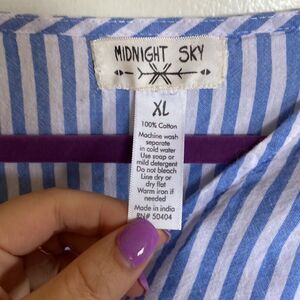 MIDNIGHT SKY
XL
100% Cotton
Machine wash
separate
in cold water
Use soap or
mild detergent
Do not bleach
Line dry or
dry flat
Warm iron if
needed
Made in india
RN# 50404